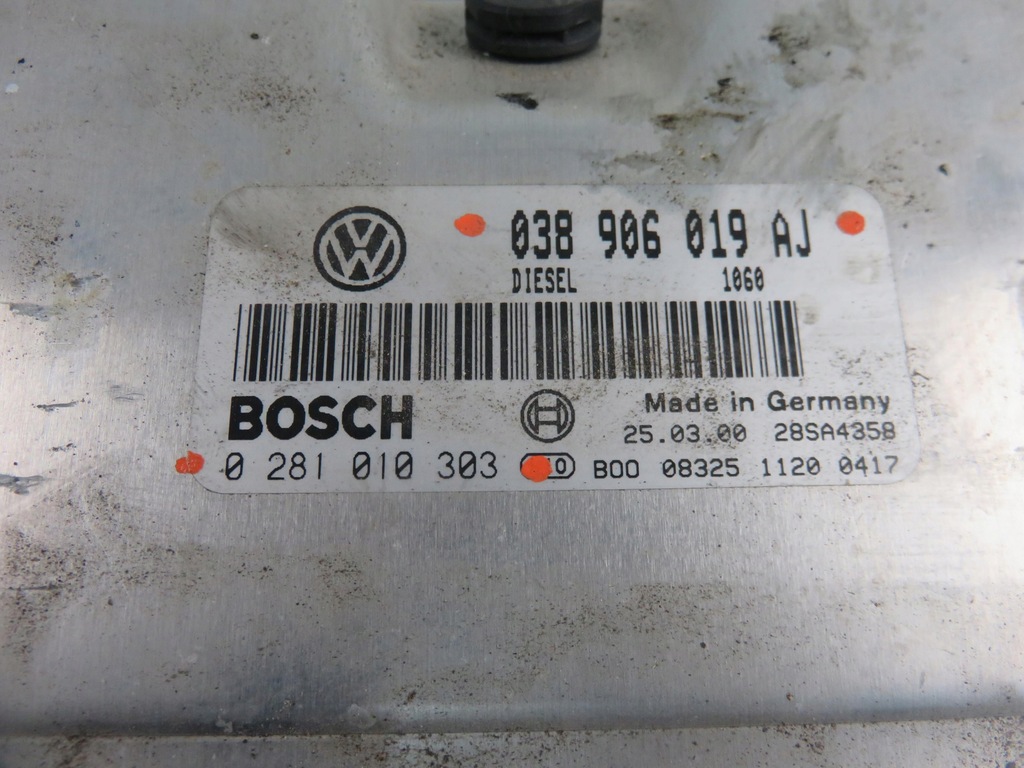 038 906 019 AJ
DIESEL 1060
BOSCH
Made in Germany
25.03.00 28SA4358
0 281 010 303 0 B00 08325 1120 0417